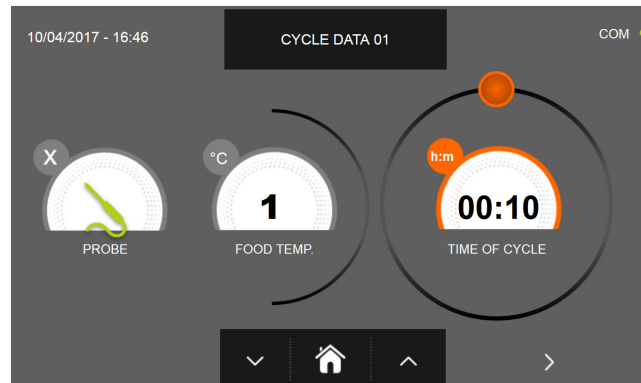 10/04/2017 - 16:46
CYCLE DATA 01
COM
X
°C
h:m
1
00:10
PROBE
FOOD TEMP.
TIME OF CYCLE